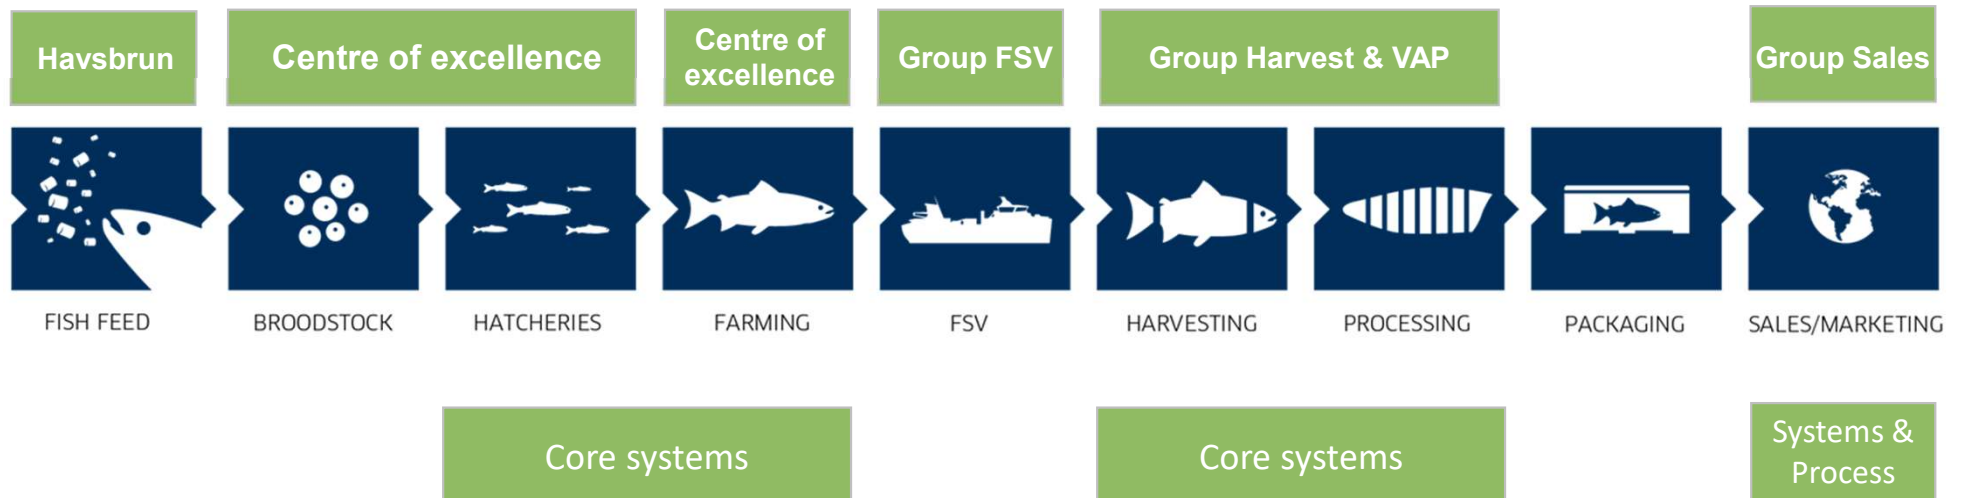 Havsbrun
Centre of excellence
Centre of
excellence
Group FSV
Group Harvest & VAP
Group Sales
FISH FEED
BROODSTOCK
HATCHERIES
FARMING
FSV
HARVESTING
PROCESSING
PACKAGING
SALES/MARKETING
Core systems
Core systems
Systems &
Process